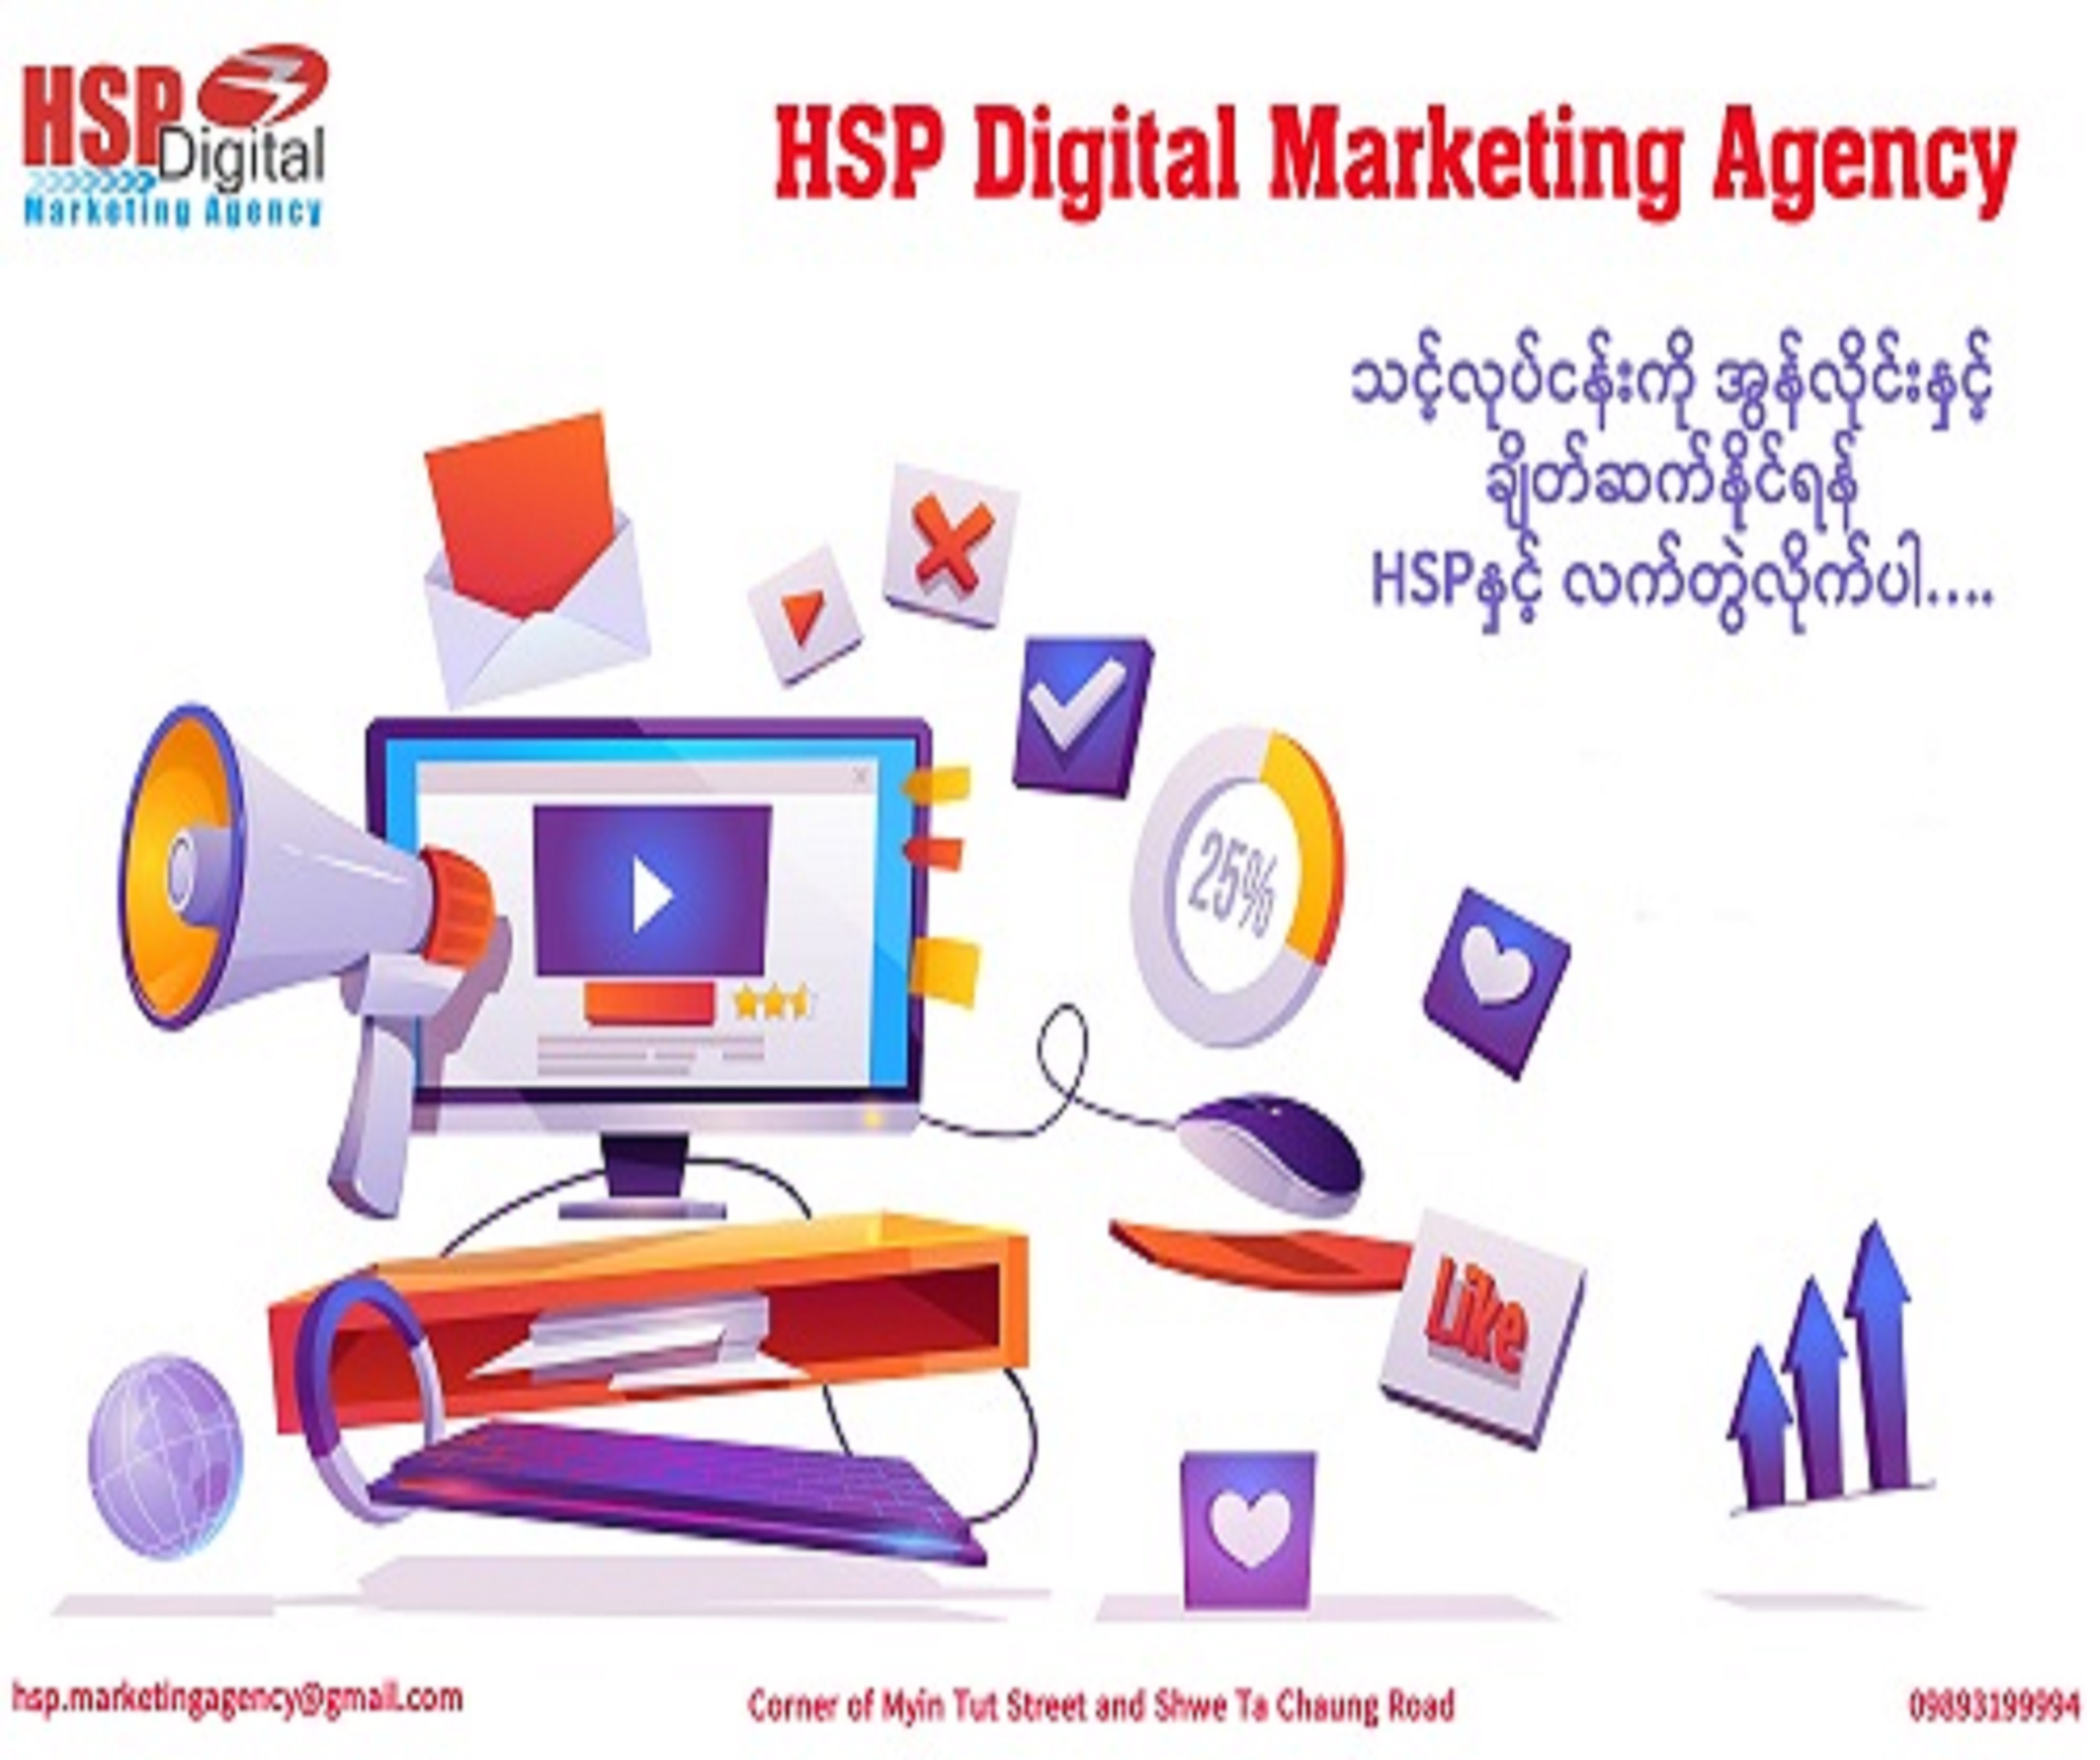 HSP Digital
Marketing Agency
HSP Digital Marketing Agency
သင့်လုပ်ငန်းကို အွန်လိုင်းနှင့်
ချိတ်ဆက်နိုင်ရန်
HSPနှင့် လက်တွဲလိုက်ပါ....
25%
Like
hsp.marketingagency@gmail.com
Corner of Myin Tut Street and Shwe Ta Chaung Road
09893199994